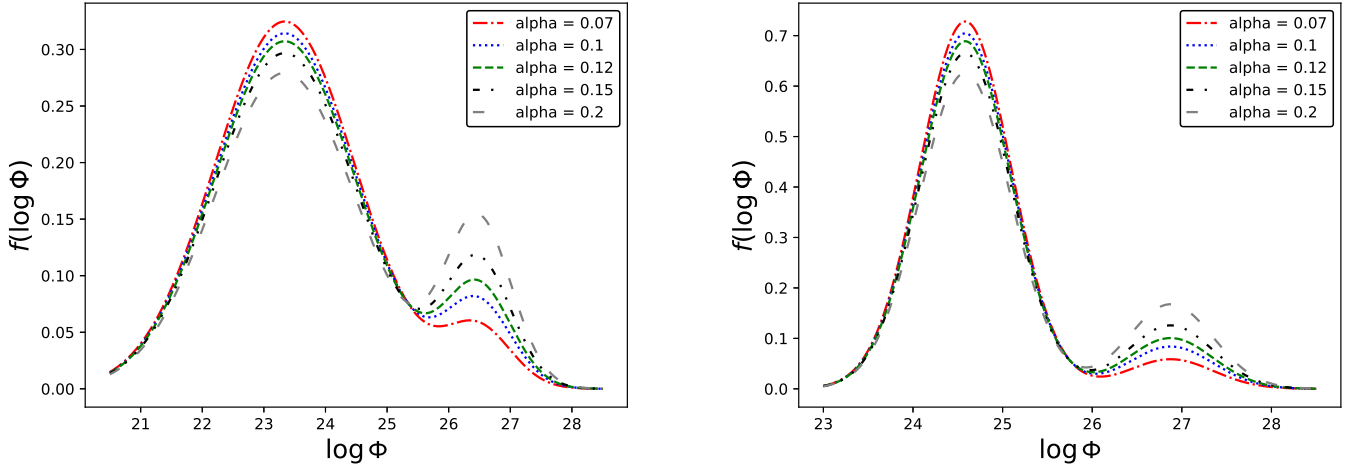 f(log Φ)
0.30
0.25
0.20
0.15
0.10
0.05
0.00
21 22 23 24 25 26 27 28
log Φ
alpha = 0.07
alpha = 0.1
alpha = 0.12
alpha = 0.15
alpha = 0.2
f(log Φ)
0.7
0.6
0.5
0.4
0.3
0.2
0.1
0.0
23 24 25 26 27 28
log Φ
alpha = 0.07
alpha = 0.1
alpha = 0.12
alpha = 0.15
alpha = 0.2